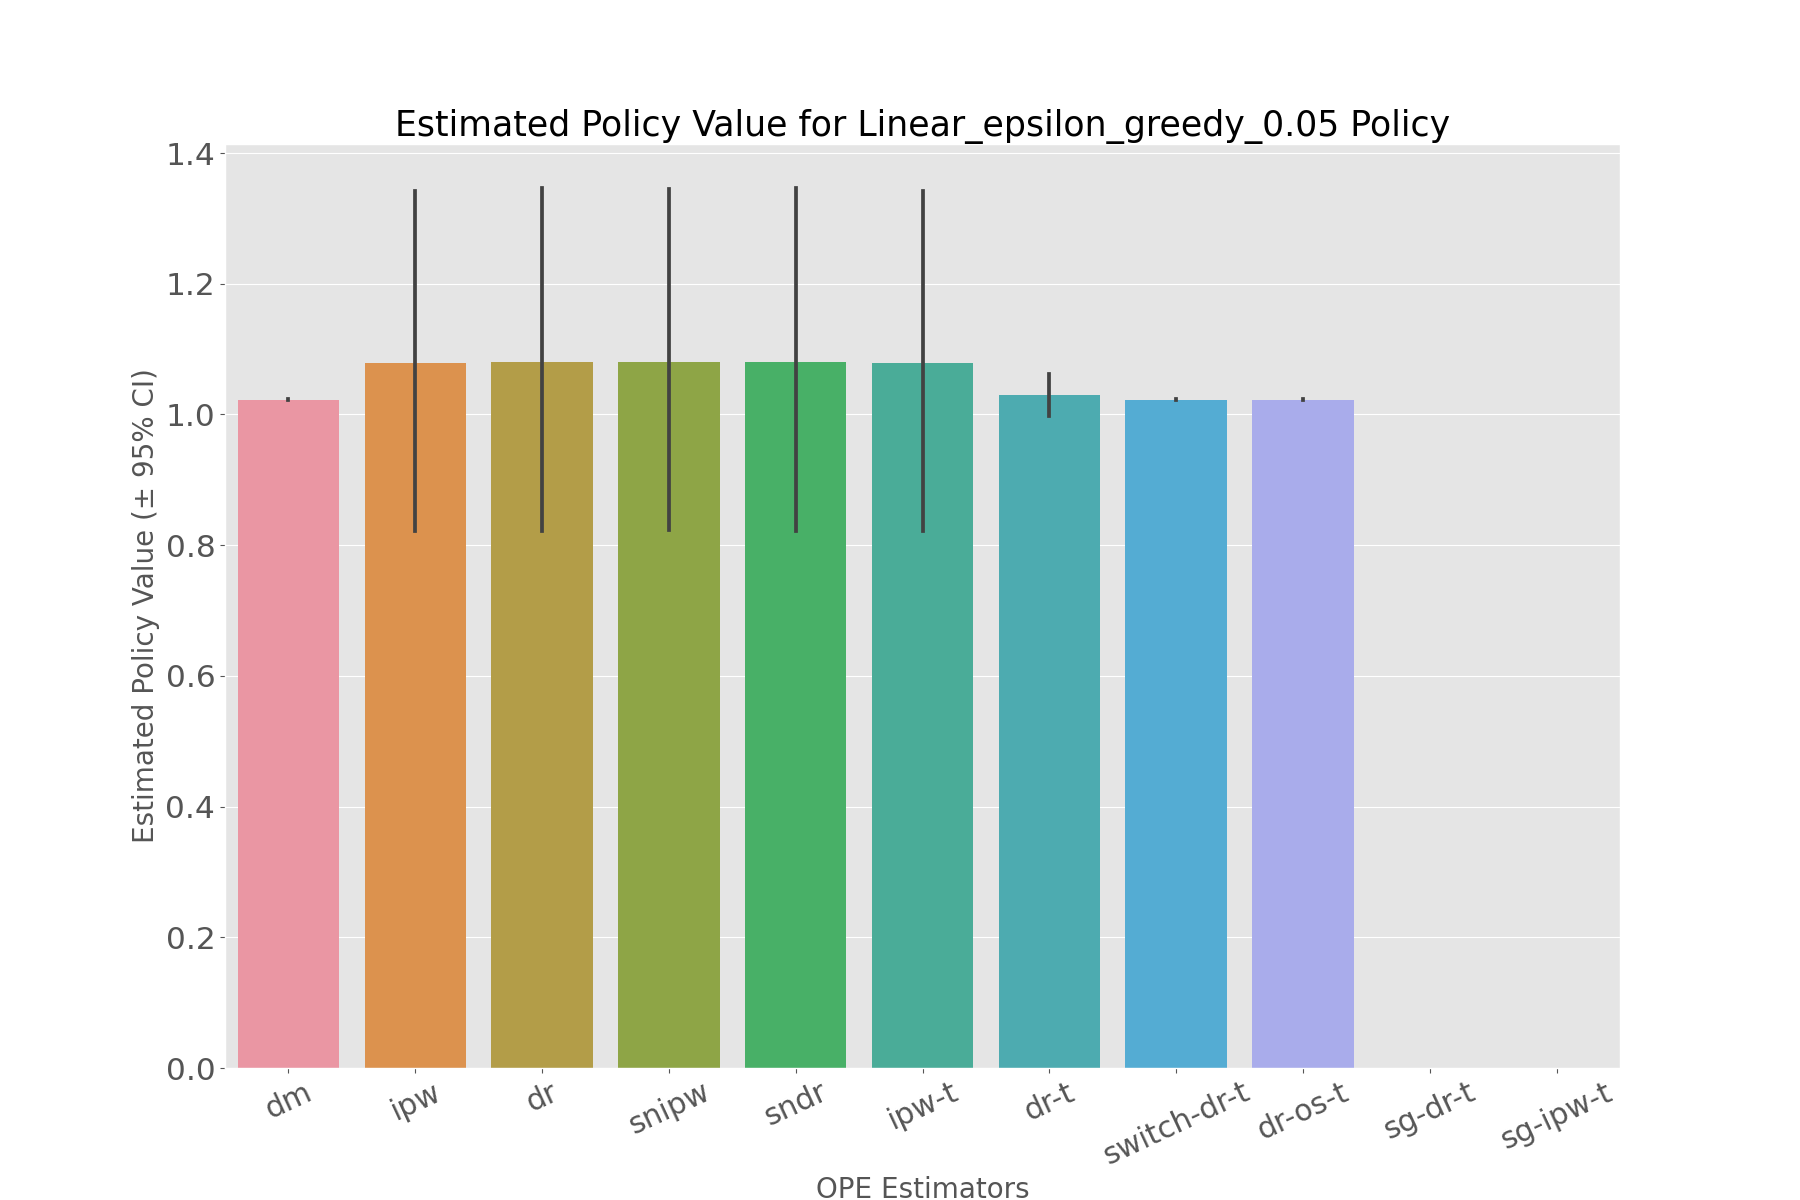 Estimated Policy Value for Linear_epsilon_greedy_0.05 Policy
Estimated Policy Value (± 95% CI)
1.4
1.2
1.0
0.8
0.6
0.4
0.2
0.0
dm
ipw
dr
snipw
sndr
ipw-t
dr-t
switch-dr-t
dr-os-t
sg-dr-t
sg-ipw-t
OPE Estimators